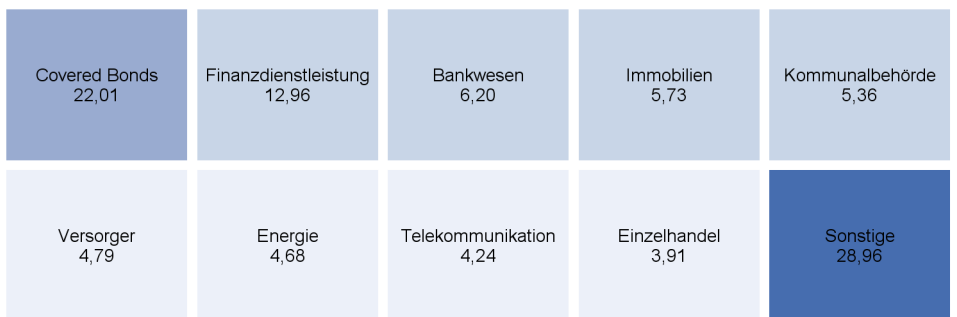 Covered Bonds
22,01
Finanzdienstleistung
12,96
Bankwesen
6,20
Immobilien
5,73
Kommunalbehörde
5,36
Versorger
4,79
Energie
4,68
Telekommunikation
4,24
Einzelhandel
3,91
Sonstige
28,96